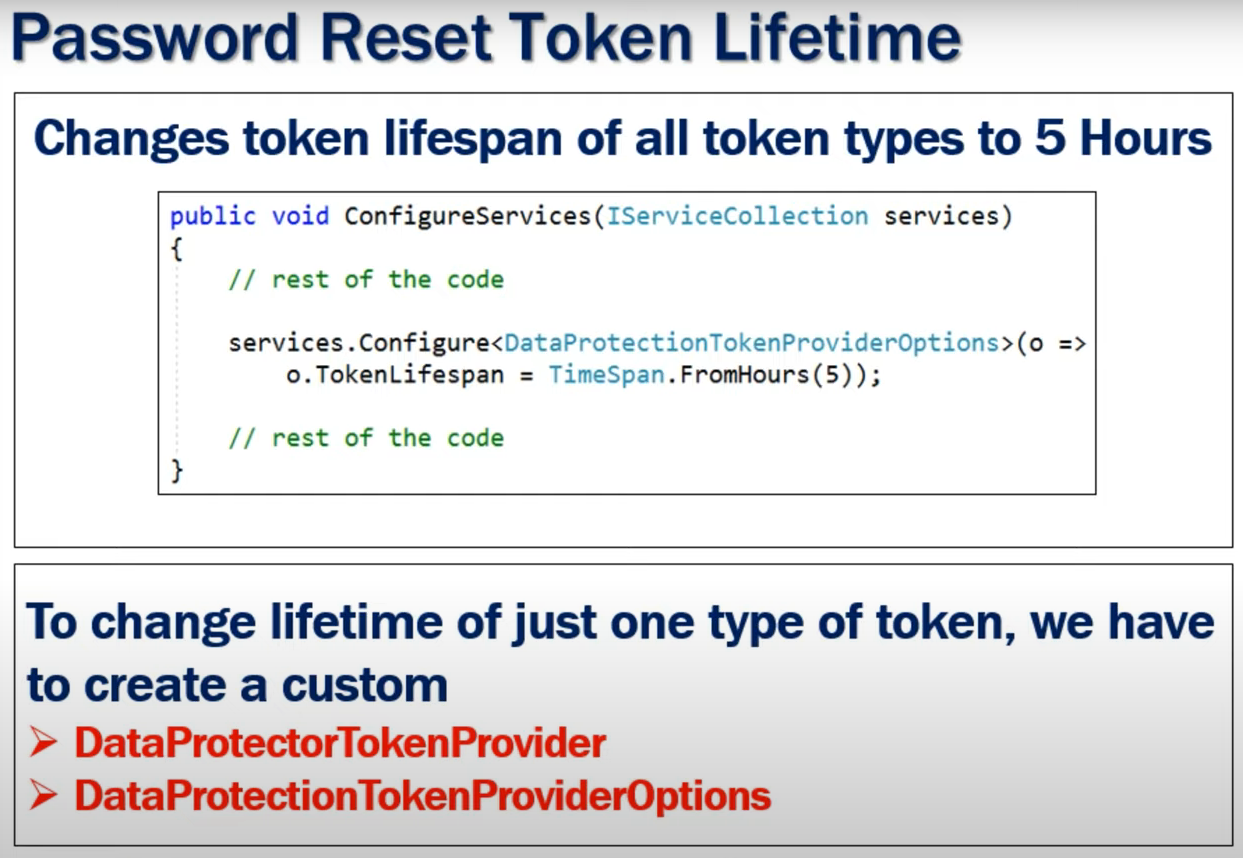 Password Reset Token Lifetime
Changes token lifespan of all token types to 5 Hours
public void ConfigureServices(IServiceCollection services)
{
// rest of the code
services.Configure<DataProtectionTokenProviderOptions>(o =>
o.TokenLifespan = TimeSpan.FromHours(5));
// rest of the code
}
To change lifetime of just one type of token, we have
to create a custom
➢ DataProtectorTokenProvider
➢ DataProtectionTokenProviderOptions